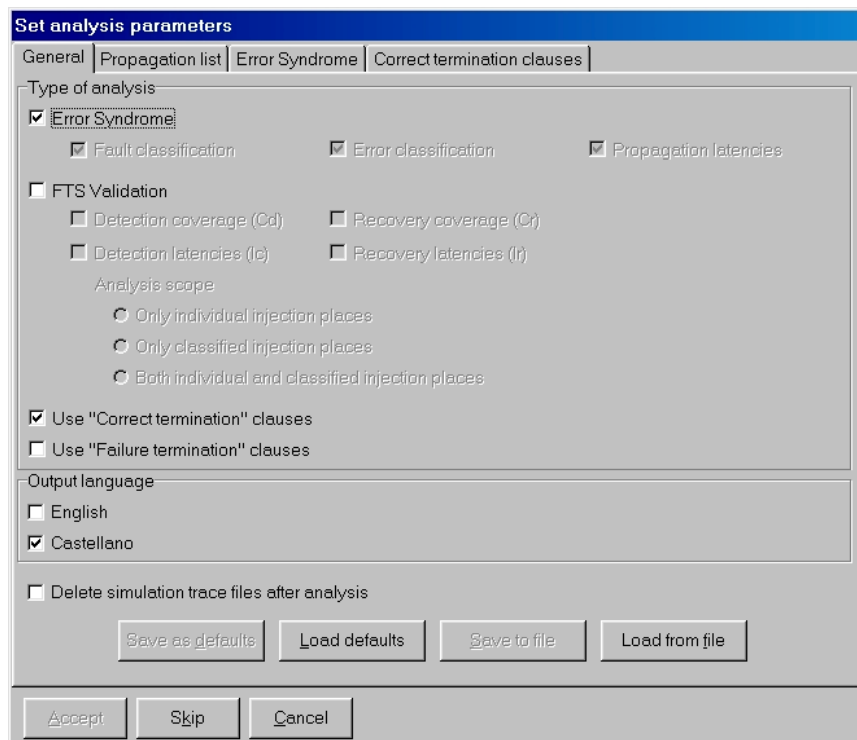 Set analysis parameters
General Propagation list Error Syndrome Correct termination clauses
Type of analysis
Error Syndrome
Fault classification Error classification Propagation latencies
FTS Validation
Detection coverage (Cd) Recovery coverage (Cr)
Detection latencies (lc) Recovery latencies (lr)
Analysis scope
Only individual injection places
Only classified injection places
Both individual and classified injection places
Use "Correct termination" clauses
Use "Failure termination" clauses
Output language
English
Castellano
Delete simulation trace files after analysis
Save as defaults Load defaults Save to file Load from file
Accept Skip Cancel